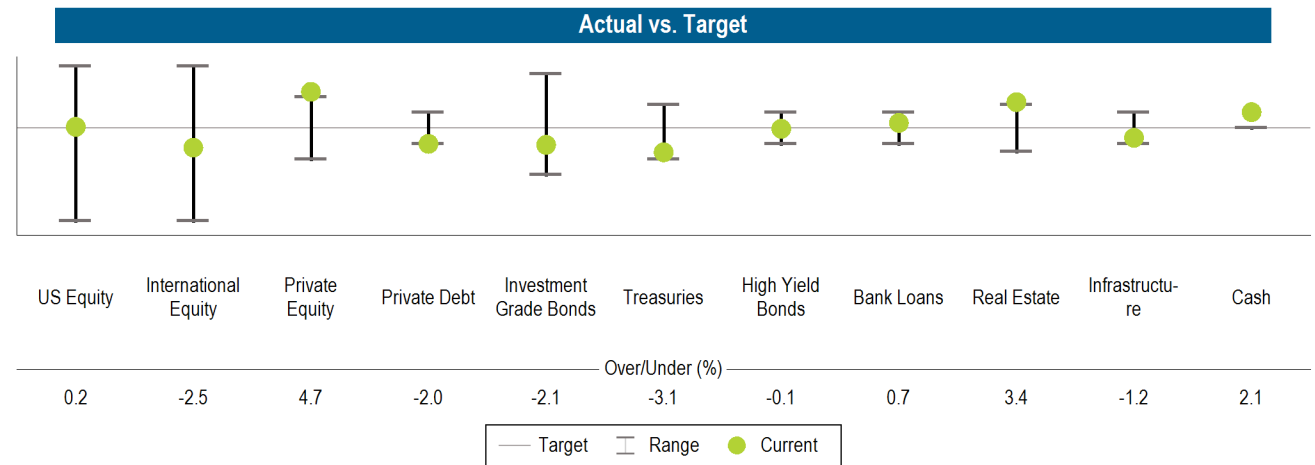 Actual vs. Target
US Equity
International
Equity
Private
Equity
Private Debt
Investment
Grade Bonds
Treasuries
High Yield
Bonds
Bank Loans
Real Estate
Infrastructu-
re
Cash
Over/Under (%)
0.2 -2.5 4.7 -2.0 -2.1 -3.1 -0.1 0.7 3.4 -1.2 2.1
Target Range Current